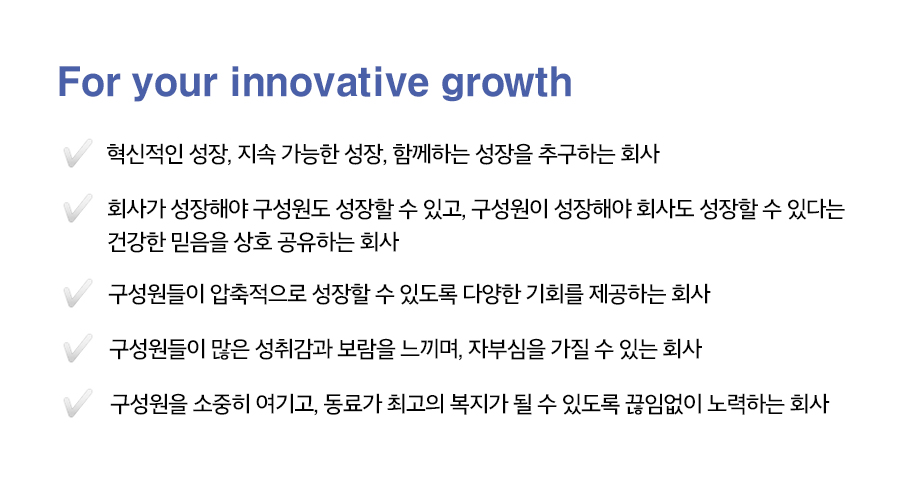 For your innovative growth
혁신적인 성장, 지속 가능한 성장, 함께하는 성장을 추구하는 회사
회사가 성장해야 구성원도 성장할 수 있고, 구성원이 성장해야 회사도 성장할 수 있다는
건강한 믿음을 상호 공유하는 회사
구성원들이 압축적으로 성장할 수 있도록 다양한 기회를 제공하는 회사
구성원들이 많은 성취감과 보람을 느끼며, 자부심을 가질 수 있는 회사
구성원을 소중히 여기고, 동료가 최고의 복지가 될 수 있도록 끊임없이 노력하는 회사